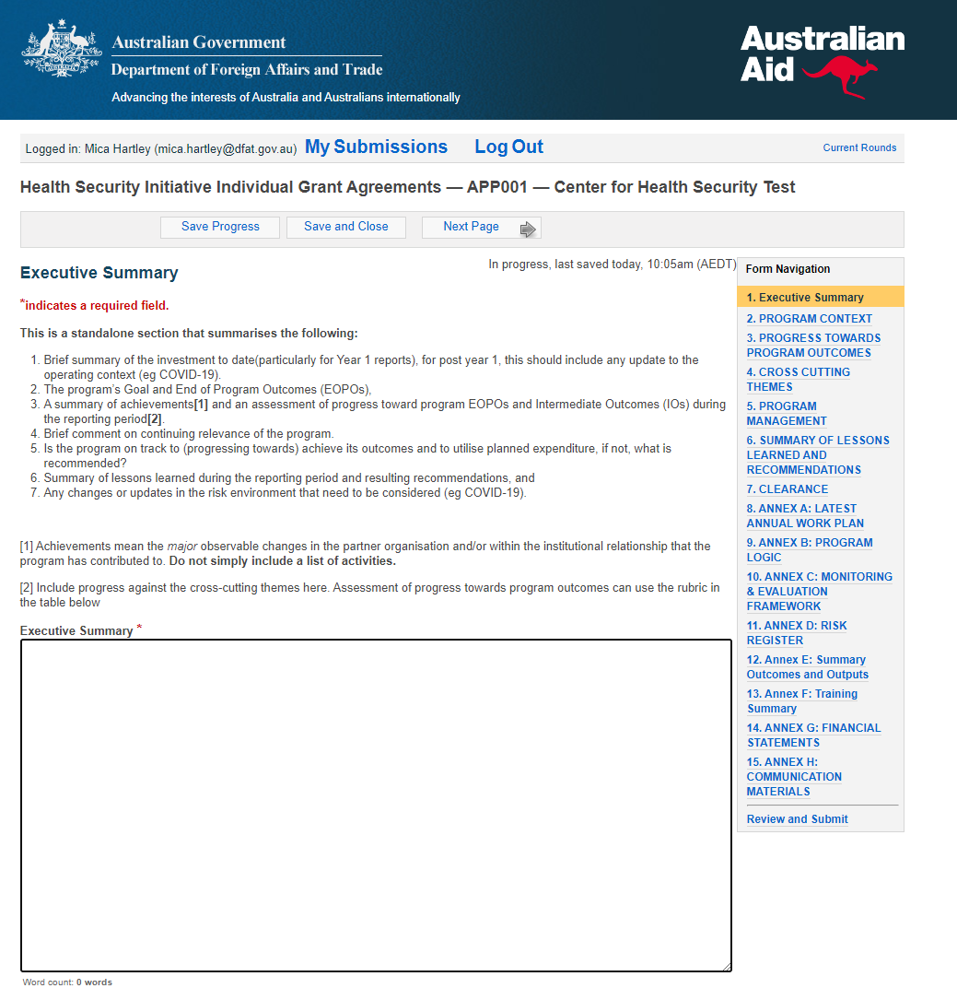 Australian Government
Department of Foreign Affairs and Trade
Advancing the interests of Australia and Australians internationally
Australian
Aid
Logged in: Mica Hartley (mica.hartley@dfat.gov.au) My Submissions Log Out Current Rounds
Health Security Initiative Individual Grant Agreements — APP001 — Center for Health Security Test
Save Progress Save and Close Next Page
Executive Summary
In progress, last saved today, 10:05am (AEDT)
*indicates a required field.
This is a standalone section that summarises the following:
1. Brief summary of the investment to date(particularly for Year 1 reports), for post year 1, this should include any update to the
operating context (eg COVID-19).
2. The program's Goal and End of Program Outcomes (EOPOs),
3. A summary of achievements[1] and an assessment of progress toward program EOPOs and Intermediate Outcomes (IOs) during
the reporting period[2].
4. Brief comment on continuing relevance of the program.
5. Is the program on track to (progressing towards) achieve its outcomes and to utilise planned expenditure, if not, what is
recommended?
6. Summary of lessons learned during the reporting period and resulting recommendations, and
7. Any changes or updates in the risk environment that need to be considered (eg COVID-19).
[1] Achievements mean the major observable changes in the partner organisation and/or within the institutional relationship that the
program has contributed to. Do not simply include a list of activities.
[2] Include progress against the cross-cutting themes here. Assessment of progress towards program outcomes can use the rubric in
the table below
Executive Summary *
Word count: 0 words
Form Navigation
1. Executive Summary
2. PROGRAM CONTEXT
3. PROGRESS TOWARDS
PROGRAM OUTCOMES
4. CROSS CUTTING
THEMES
5. PROGRAM
MANAGEMENT
6. SUMMARY OF LESSONS
LEARNED AND
RECOMMENDATIONS
7. CLEARANCE
8. ANNEX A: LATEST
ANNUAL WORK PLAN
9. ANNEX B: PROGRAM
LOGIC
10. ANNEX C: MONITORING
& EVALUATION
FRAMEWORK
11. ANNEX D: RISK
REGISTER
12. Annex E: Summary
Outcomes and Outputs
13. Annex F: Training
Summary
14. ANNEX G: FINANCIAL
STATEMENTS
15. ANNEX H:
COMMUNICATION
MATERIALS
Review and Submit